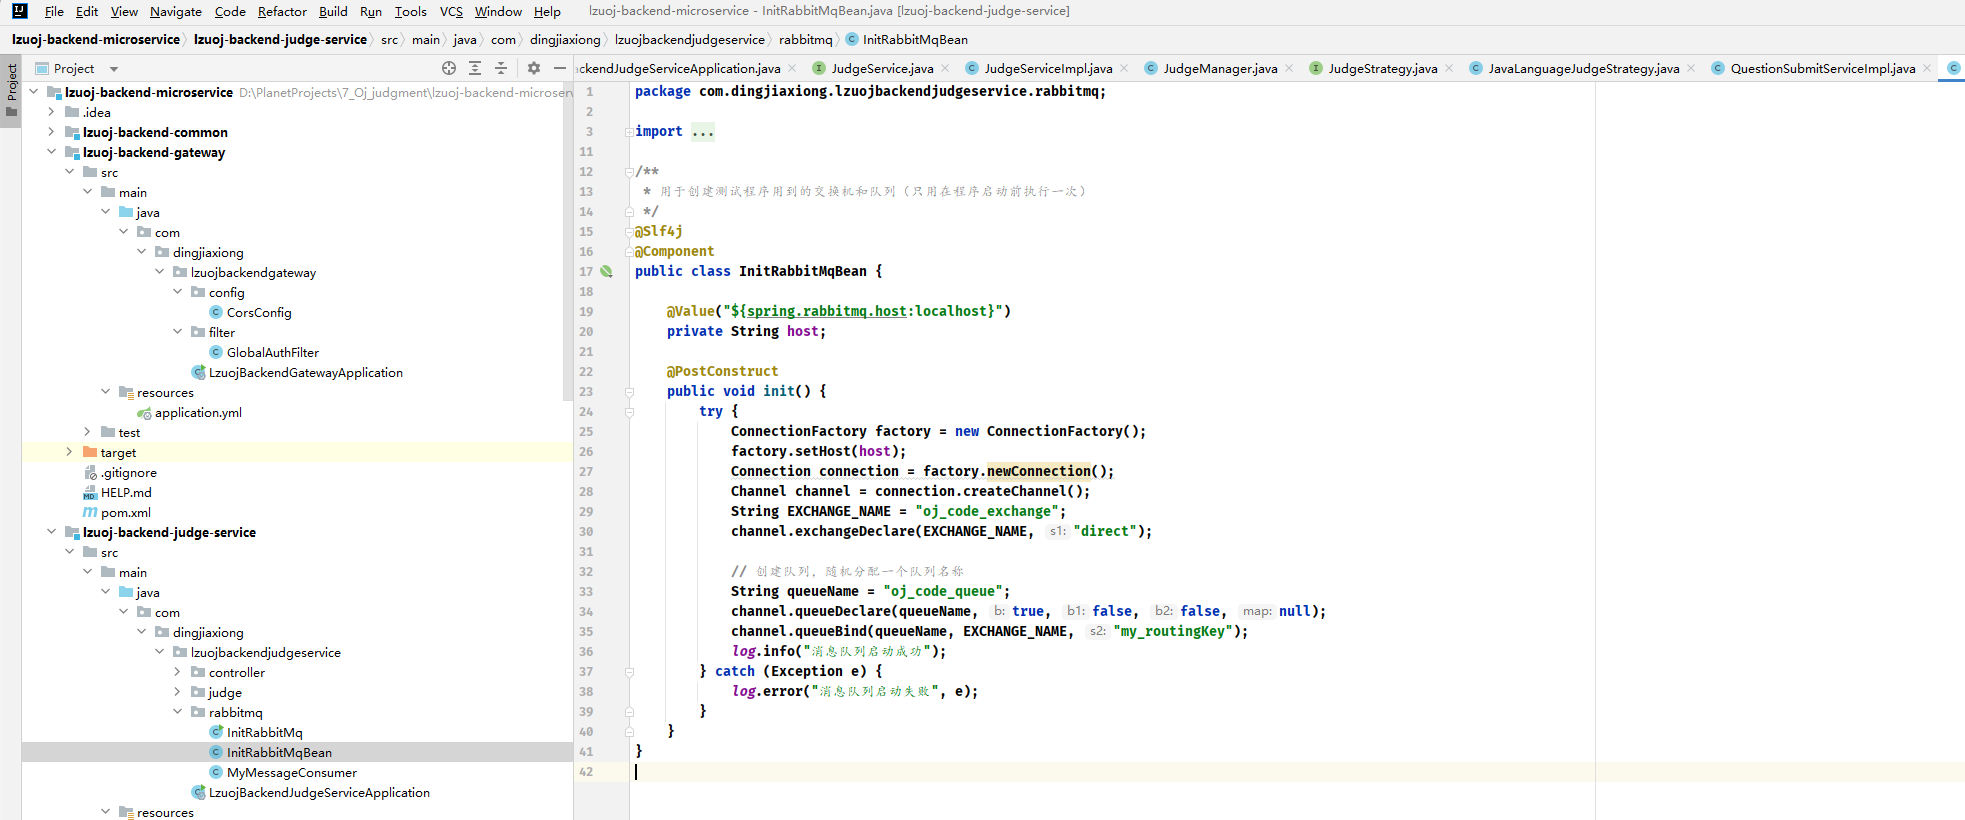 File Edit View Navigate Code Refactor Build Run Tools VCS Window Help lzuoj-backend-microservice - InitRabbitMqBean.java [lzuoj-backend-judge-service]
lzuoj-backend-microservice lzuoj-backend-judge-service src main java com dingjiaxiong lzuojbackendjudgeservice rabbitmq InitRabbitMqBean
Project
Project
ckendJudgeServiceApplication.java JudgeService.java JudgeServiceImpl.java JudgeManager.java JudgeStrategy.java JavaLanguageJudgeStrategy.java QuestionSubmitServiceImpl.java
lzuoj-backend-microservice D:\PlanetProjects\7_Oj_judgment\lzuoj-backend-microserv
.idea
lzuoj-backend-common
lzuoj-backend-gateway
src
main
java
com
dingjiaxiong
lzuojbackendgateway
config
CorsConfig
filter
GlobalAuthFilter
LzuojBackendGatewayApplication
resources
application.yml
test
target
.gitignore
HELP.md
pom.xml
lzuoj-backend-judge-service
src
main
java
com
dingjiaxiong
lzuojbackendjudgeservice
controller
judge
rabbitmq
InitRabbitMq
InitRabbitMqBean
MyMessageConsumer
LzuojBackendJudgeServiceApplication
resources
1 package com.dingjiaxiong.lzuojbackendjudgeservice.rabbitmq;
2
3 import ...
11
12 /**
13 * 用于创建测试程序用到的交换机和队列（只用在程序启动前执行一次）
14 */
15 @Slf4j
16 @Component
17 public class InitRabbitMqBean {
18
19 @Value("${spring.rabbitmq.host:localhost}")
20 private String host;
21
22 @PostConstruct
23 public void init() {
24 try {
25 ConnectionFactory factory = new ConnectionFactory();
26 factory.setHost(host);
27 Connection connection = factory.newConnection();
28 Channel channel = connection.createChannel();
29 String EXCHANGE_NAME = "oj_code_exchange";
30 channel.exchangeDeclare(EXCHANGE_NAME, s1: "direct");
31
32 // 创建队列，随机分配一个队列名称
33 String queueName = "oj_code_queue";
34 channel.queueDeclare(queueName, b: true, b1: false, b2: false, map: null);
35 channel.queueBind(queueName, EXCHANGE_NAME, s2: "my_routingKey");
36 log.info("消息队列启动成功");
37 } catch (Exception e) {
38 log.error("消息队列启动失败", e);
39 }
40 }
41 }
42